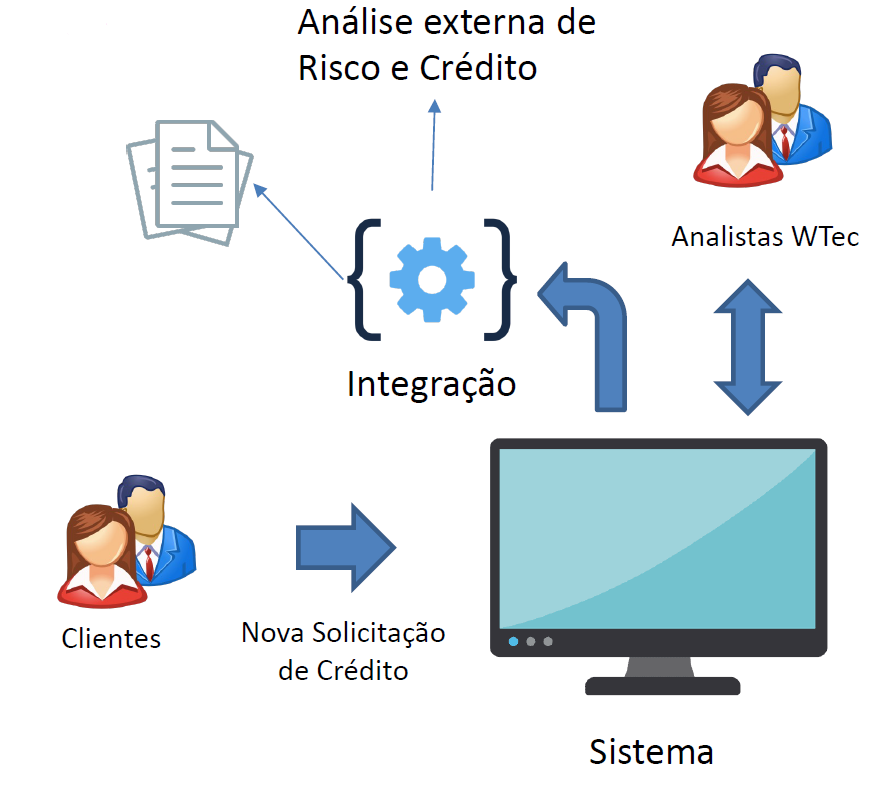 Análise externa de
Risco e Crédito
Analistas WTec
Integração
Clientes
Nova Solicitação
de Crédito
Sistema